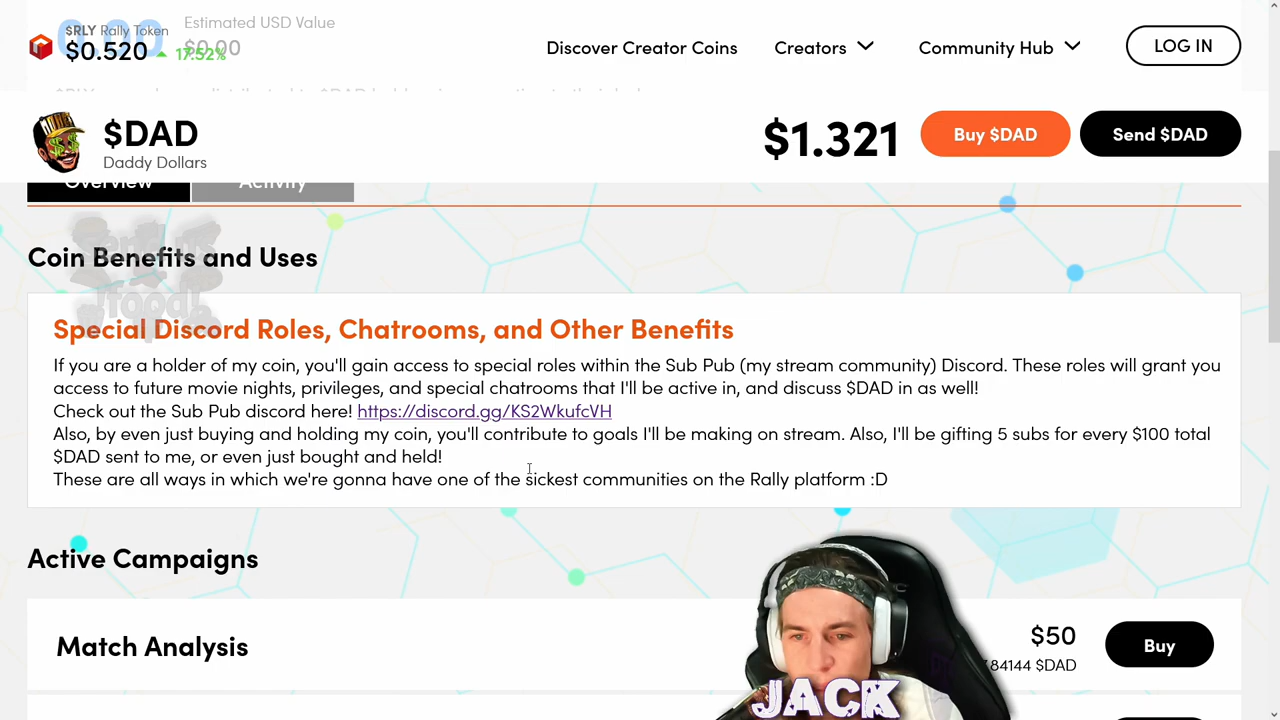 $RLY Rally Token
Estimated USD Value
$0.520
17.52%
$0.00
Discover Creator Coins
Creators
Community Hub
LOG IN
$DAD
Daddy Dollars
$1.321
Buy $DAD
Send $DAD
Overview
Activity
Coin Benefits and Uses
Special Discord Roles, Chatrooms, and Other Benefits
If you are a holder of my coin, you'll gain access to special roles within the Sub Pub (my stream community) Discord. These roles will grant you
access to future movie nights, privileges, and special chatrooms that I'll be active in, and discuss $DAD in as well!
Check out the Sub Pub discord here! https://discord.gg/KS2WkufcVH
Also, by even just buying and holding my coin, you'll contribute to goals I'll be making on stream. Also, I'll be gifting 5 subs for every $100 total
$DAD sent to me, or even just bought and held!
These are all ways in which we're gonna have one of the sickest communities on the Rally platform :D
Active Campaigns
Match Analysis
$50
84144 $DAD
Buy
JACK